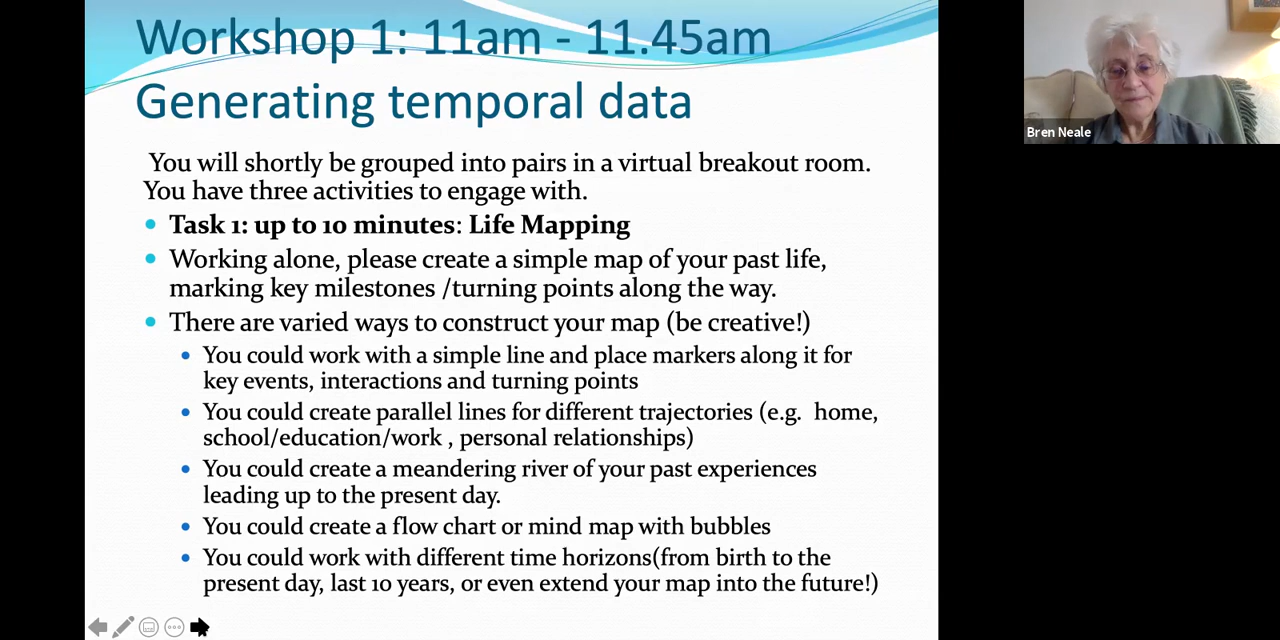 Workshop 1: 11am - 11.45am
Generating temporal data
You will shortly be grouped into pairs in a virtual breakout room.
You have three activities to engage with.
Task 1: up to 10 minutes: Life Mapping
Working alone, please create a simple map of your past life,
marking key milestones /turning points along the way.
There are varied ways to construct your map (be creative!)
You could work with a simple line and place markers along it for
key events, interactions and turning points
You could create parallel lines for different trajectories (e.g. home,
school/education/work , personal relationships)
You could create a meandering river of your past experiences
leading up to the present day.
You could create a flow chart or mind map with bubbles
You could work with different time horizons(from birth to the
present day, last 10 years, or even extend your map into the future!)
Bren Neale